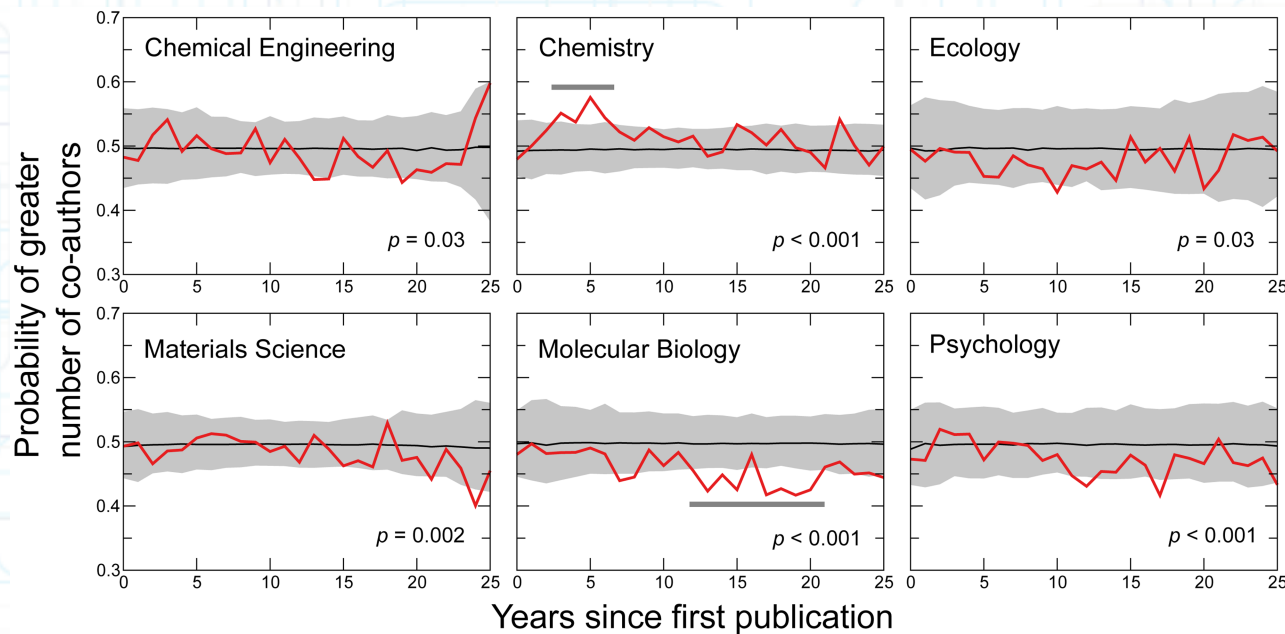 Probability of greater
number of co-authors
0.7
0.6
0.5
0.4
0.3
Chemical Engineering
p = 0.03
0 5 10 15 20 25
Chemistry
p < 0.001
0 5 10 15 20 25
Ecology
p = 0.03
0 5 10 15 20 25
0.7
0.6
0.5
0.4
0.3
Materials Science
p = 0.002
0 5 10 15 20 25
Molecular Biology
p < 0.001
0 5 10 15 20 25
Psychology
p < 0.001
0 5 10 15 20 25
Years since first publication